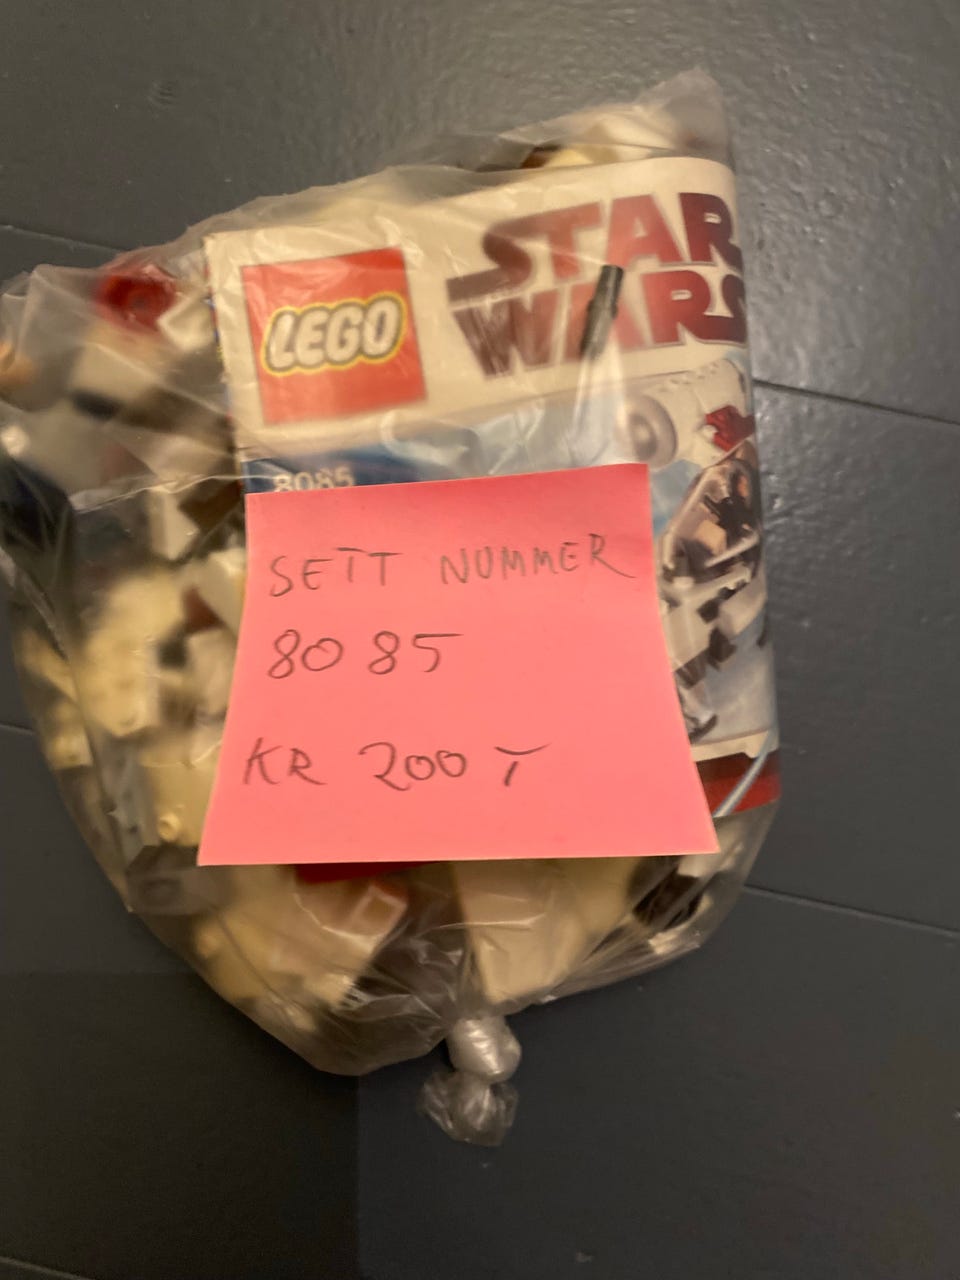 STAR
WARS
LEGO
8085
SETT NUMMER
8085
KR 200,-